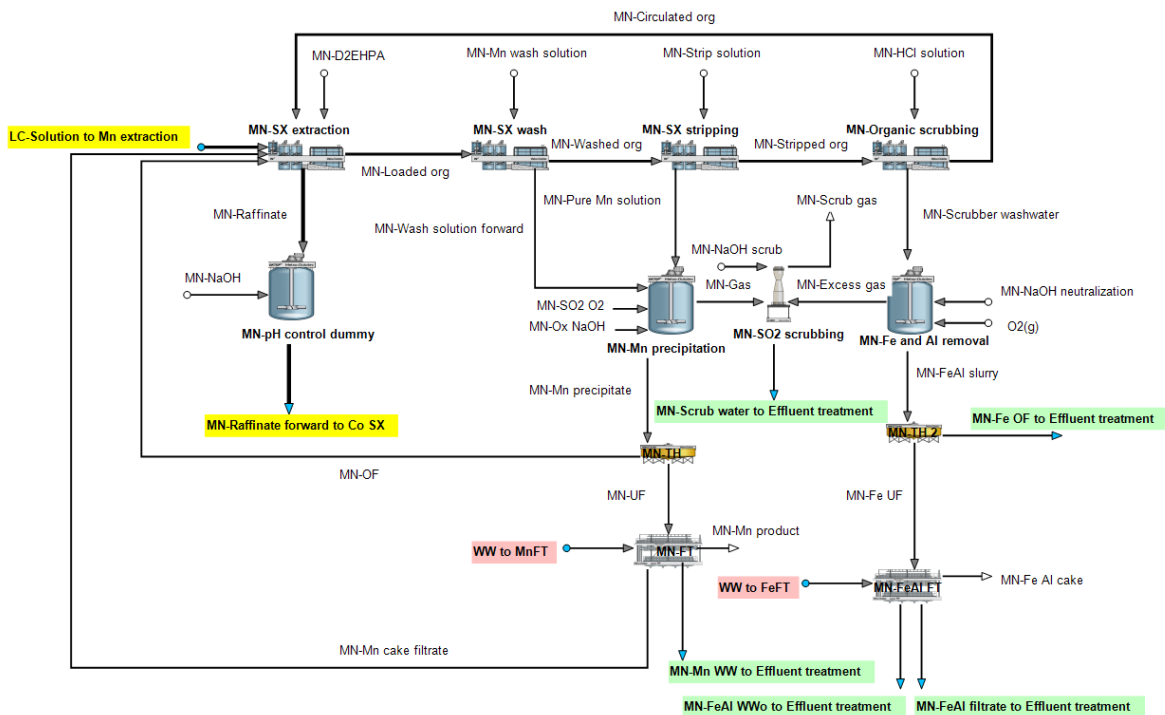 MN-Circulated org
MN-D2EHPA
MN-Mn wash solution
MN-Strip solution
MN-HCl solution
LC-Solution to Mn extraction
MN-SX extraction
MN-SX wash
MN-SX stripping
MN-Organic scrubbing
MN-Washed org
MN-Stripped org
MN-Loaded org
MN-Raffinate
MN-Wash solution forward
MN-Pure Mn solution
MN-Scrub gas
MN-Scrubber washwater
MN-NaOH
MN-NaOH scrub
MN-Gas
MN-Excess gas
MN-NaOH neutralization
MN-SO2 O2
MN-Ox NaOH
O2(g)
MN-pH control dummy
MN-Mn precipitation
MN-SO2 scrubbing
MN-Fe and Al removal
MN-Mn precipitate
MN-FeAl slurry
MN-Scrub water to Effluent treatment
MN-Fe OF to Effluent treatment
MN-Raffinate forward to Co SX
MN-TH
MN-TH 2
MN-OF
MN-UF
MN-Fe UF
MN-Mn product
WW to MnFT
MN-FT
WW to FeFT
MN-FeAl FT
MN-Fe Al cake
MN-Mn cake filtrate
MN-Mn WW to Effluent treatment
MN-FeAl WWo to Effluent treatment
MN-FeAl filtrate to Effluent treatment